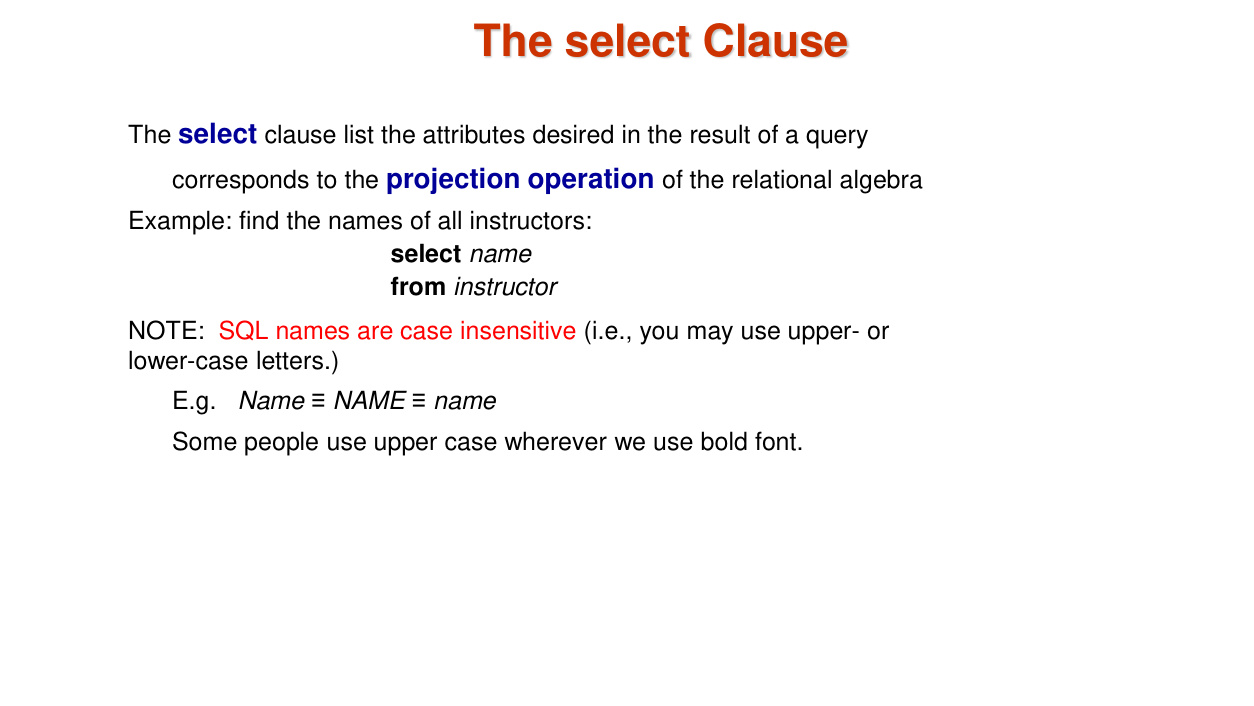 The select Clause
The select clause list the attributes desired in the result of a query
corresponds to the projection operation of the relational algebra
Example: find the names of all instructors:
select name
from instructor
NOTE:  SQL names are case insensitive (i.e., you may use upper- or
lower-case letters.)
E.g.   Name ≡ NAME ≡ name
Some people use upper case wherever we use bold font.